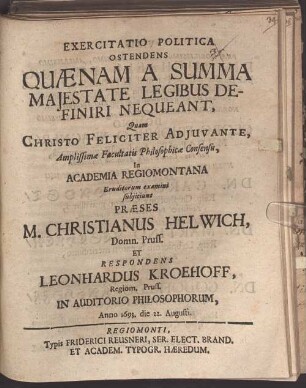 EXERCITATIO POLITICA
OSTENDENS
QUÆNAM A SUMMA
MAJESTATE LEGIBUS DE-
FINIRI NEQUEANT,
Quam
CHRISTO FELICITER ADJUVANTE,
Amplissimæ Facultatis Philosophicæ Consensu,
In
ACADEMIA REGIOMONTANA
Eruditorum examini
subjiciunt
PRÆSES
M. CHRISTIANUS HELWICH,
Domn. Pruss.
ET
RESPONDENS
LEONHARDUS KROEHOFF,
Regiom. Pruss.
IN AUDITORIO PHILOSOPHORUM,
Anno 1693, die 12. Augusti.
REGIOMONTI,
Typis FRIDERICI REUSNERI, SER. ELECT. BRAND.
ET ACADEM. TYPOGR. HÆREDUM.